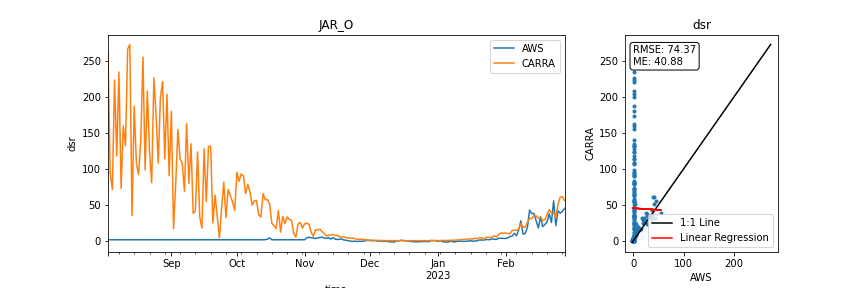 JAR_O
dsr
AWS
CARRA
dsr
250
200
150
100
50
0
Sep
Oct
Nov
Dec
Jan
2023
Feb
time
dsr
RMSE: 74.37
ME: 40.88
CARRA
250
200
150
100
50
0
1:1 Line
Linear Regression
0
100
200
AWS